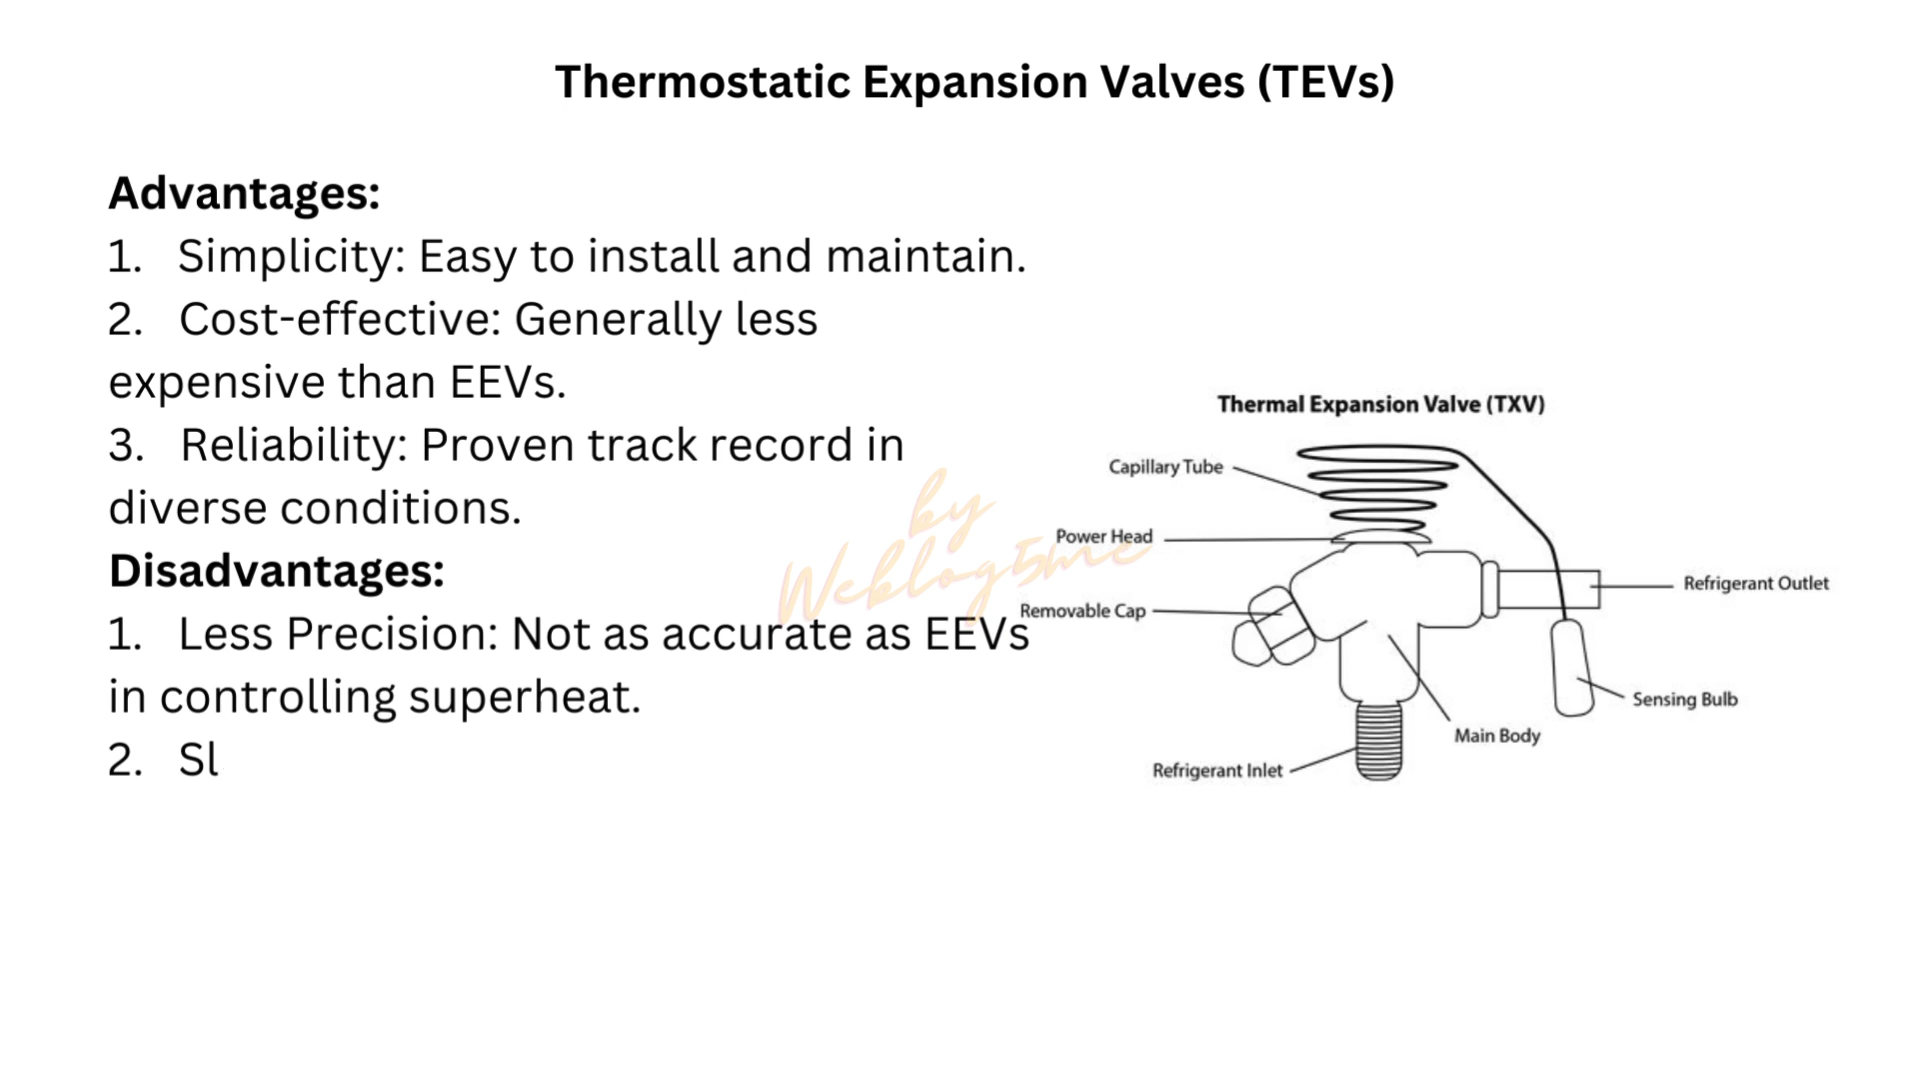 Thermostatic Expansion Valves (TEVs)
Advantages:
1. Simplicity: Easy to install and maintain.
2. Cost-effective: Generally less
expensive than EEVs.
3. Reliability: Proven track record in
diverse conditions.
Disadvantages:
1. Less Precision: Not as accurate as EEVs
in controlling superheat.
2. Sl
by
Weblog5me
Thermal Expansion Valve (TXV)
Capillary Tube
Power Head
Refrigerant Outlet
Removable Cap
Sensing Bulb
Main Body
Refrigerant Inlet